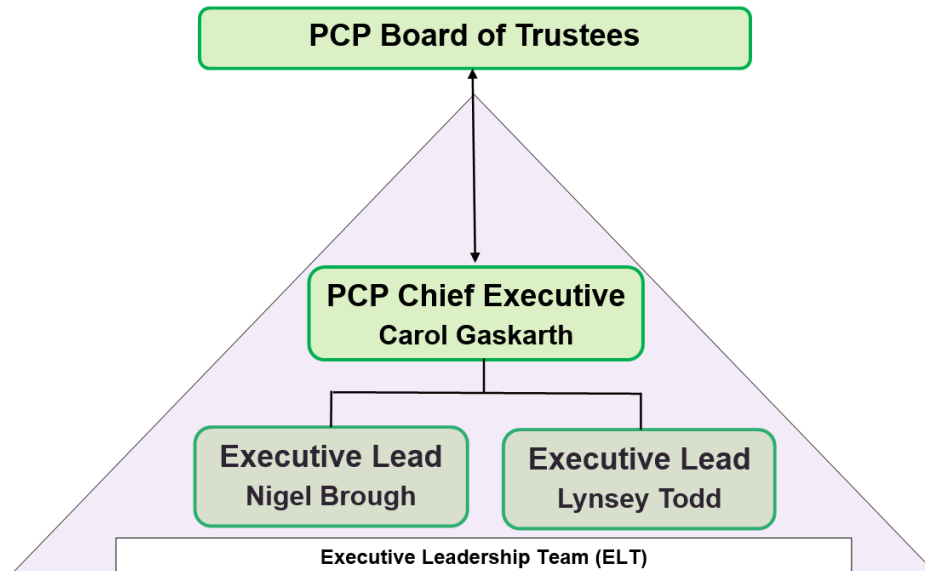 PCP Board of Trustees
PCP Chief Executive
Carol Gaskarth
Executive Lead
Nigel Brough
Executive Lead
Lynsey Todd
Executive Leadership Team (ELT)